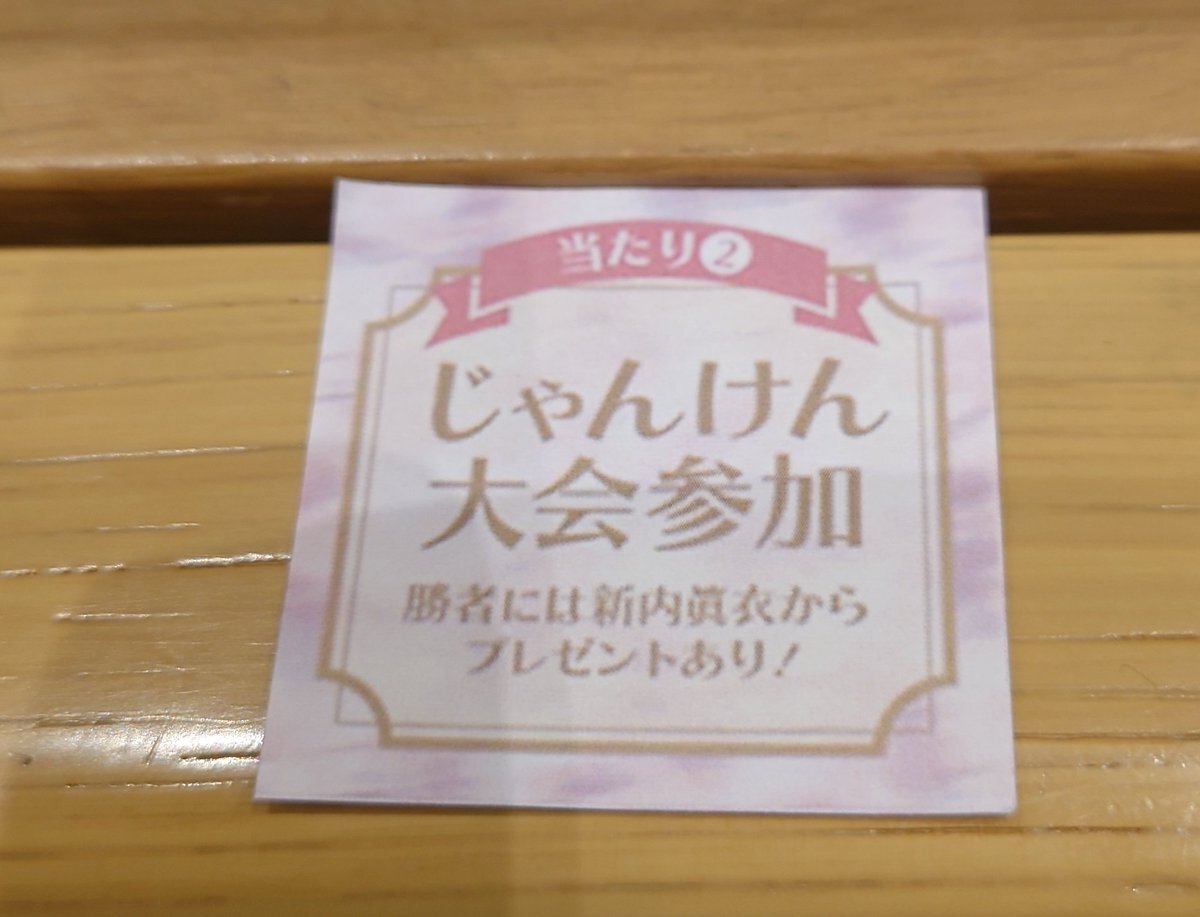 当たり❷
じゃんけん
大会参加
勝者には新内眞衣から
プレゼントあり!